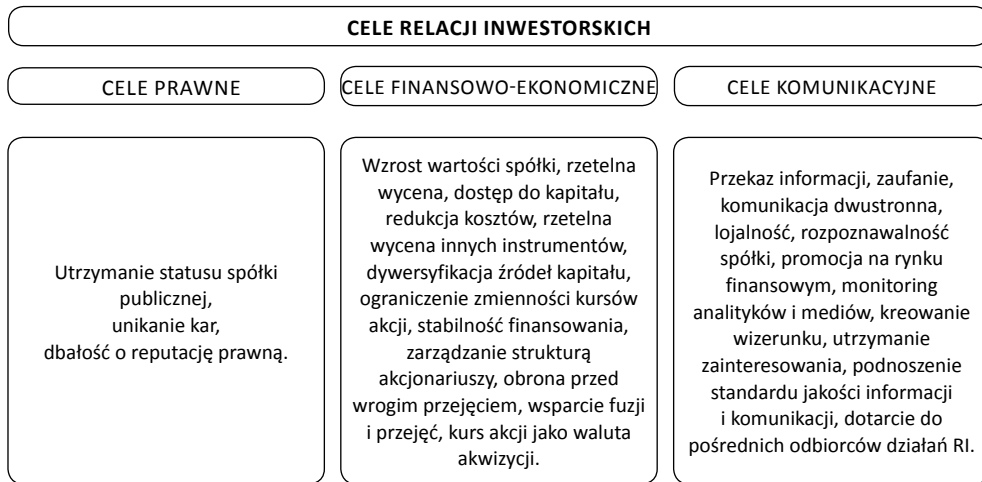 CELE RELACJI INWESTORSKICH
CELE PRAWNE
CELE FINANSOWO-EKONOMICZNE
CELE KOMUNIKACYJNE
Utrzymanie statusu spółki
publicznej,
unikanie kar,
dbałość o reputację prawną.
Wzrost wartości spółki, rzetelna
wycena, dostęp do kapitału,
redukcja kosztów, rzetelna
wycena innych instrumentów,
dywersyfikacja źródeł kapitału,
ograniczenie zmienności kursów
akcji, stabilność finansowania,
zarządzanie strukturą
akcjonariuszy, obrona przed
wrogim przejęciem, wsparcie fuzji
i przejęć, kurs akcji jako waluta
akwizycji.
Przekaz informacji, zaufanie,
komunikacja dwustronna,
lojalność, rozpoznawalność
spółki, promocja na rynku
finansowym, monitoring
analityków i mediów, kreowanie
wizerunku, utrzymanie
zainteresowania, podnoszenie
standardu jakości informacji
i komunikacji, dotarcie do
pośrednich odbiorców działań RI.